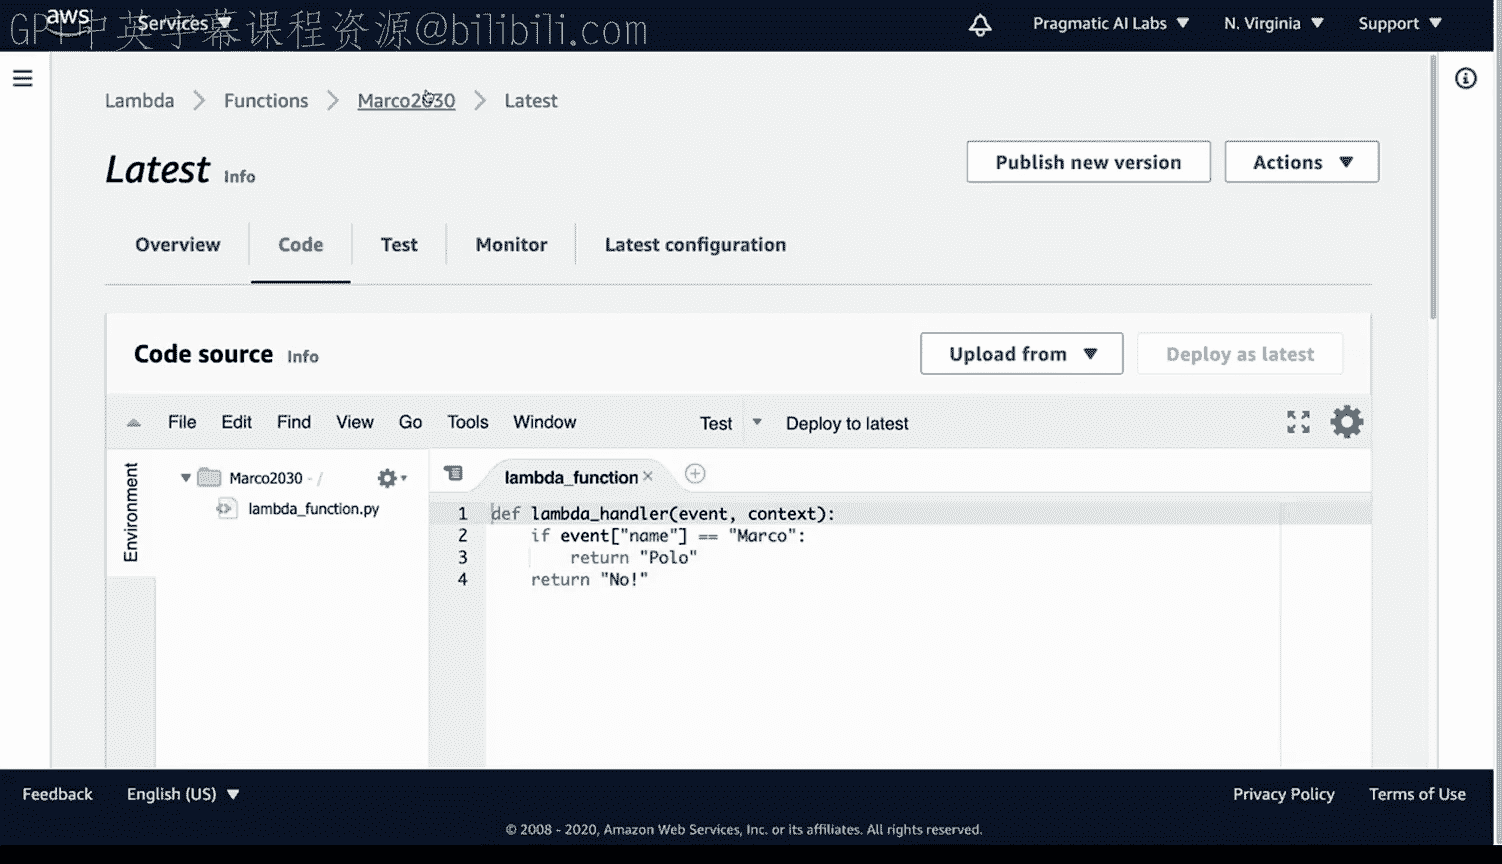 aws Services Pragmatic AI Labs N. Virginia Support
GPT中英字幕课程资源@bilibili.com
Lambda Functions Marco2030 Latest
Latest Info
Publish new version Actions
Overview Code Test Monitor Latest configuration
Code source Info
Upload from Deploy as latest
File Edit Find View Go Tools Window Test Deploy to latest
Environment
Marco2030 - /
lambda_function.py
lambda_function
1 def lambda_handler(event, context):
2 if event["name"] == "Marco":
3 return "Polo"
4 return "No!"
Feedback English (US) Privacy Policy Terms of Use
© 2008 - 2020, Amazon Web Services, Inc. or its affiliates. All rights reserved.